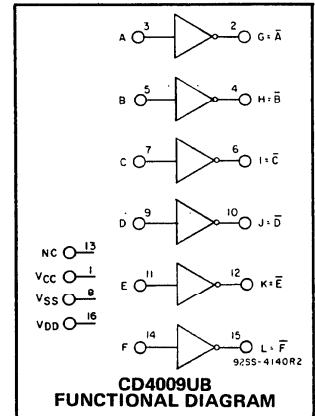 A 3 2 G = A̅
B 5 4 H = B̅
C 7 6 I = C̅
D 9 10 J = D̅
NC 13
VCC 1
E 11 12 K = E̅
VSS 8
VDD 16
F 14 15 L = F̅
92SS-4140R2
CD4009UB
FUNCTIONAL DIAGRAM